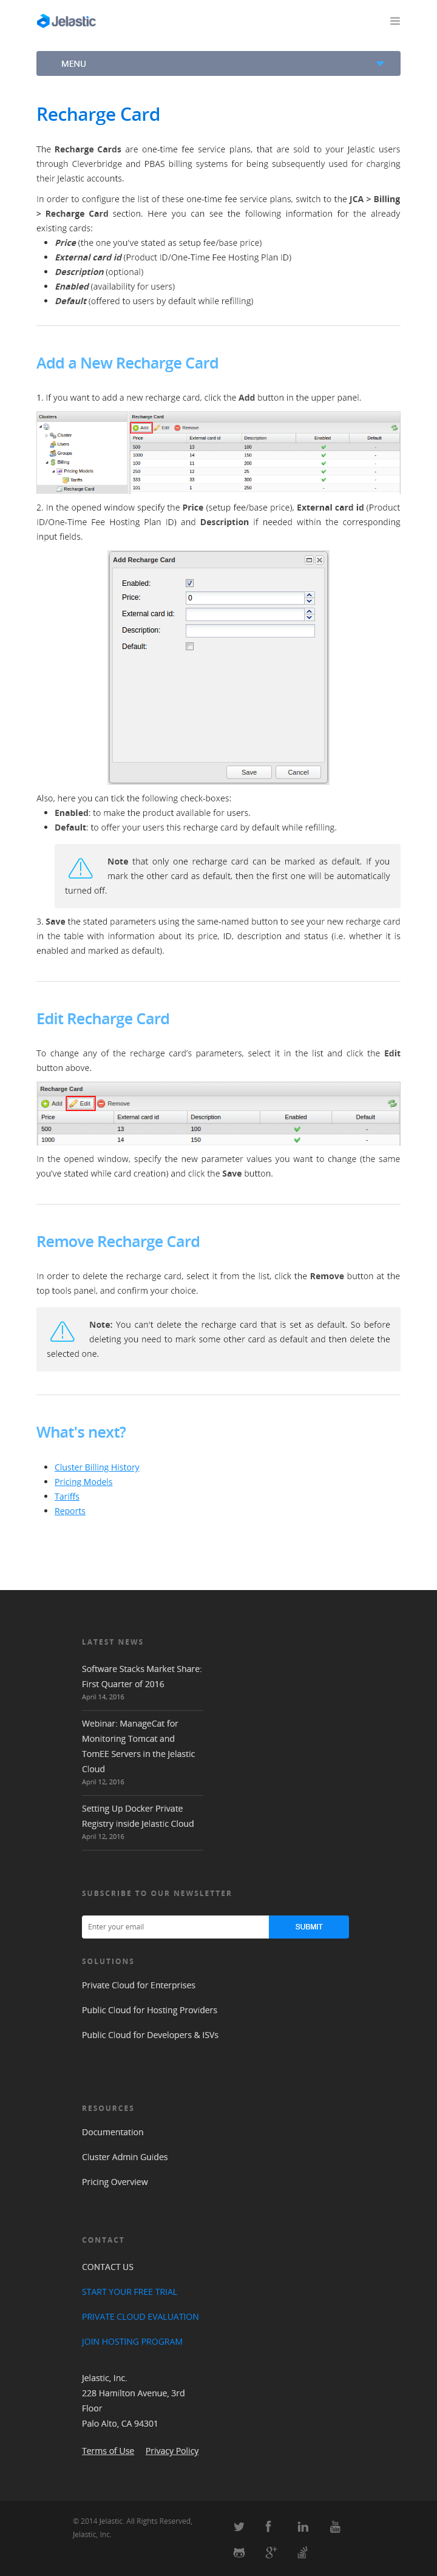 Jelastic
MENU
Recharge Card
The Recharge Cards are one-time fee service plans, that are sold to your Jelastic users
through Cleverbridge and PBAS billing systems for being subsequently used for charging
their Jelastic accounts.
In order to configure the list of these one-time fee service plans, switch to the JCA > Billing
> Recharge Card section. Here you can see the following information for the already
existing cards:
Price (the one you've stated as setup fee/base price)
External card id (Product ID/One-Time Fee Hosting Plan ID)
Description (optional)
Enabled (availability for users)
Default (offered to users by default while refilling)
Add a New Recharge Card
1. If you want to add a new recharge card, click the Add button in the upper panel.
Clusters
Cluster
Users
Groups
Billing
Pricing Models
Tariffs
Recharge Card
Recharge Card
Add Edit Remove
Price External card id Description Enabled Default
500 13 100 -
1000 14 150 -
100 11 200 -
210 12 25 -
333 33 1 -
101 1 250 - -
2. In the opened window specify the Price (setup fee/base price), External card id (Product
ID/One-Time Fee Hosting Plan ID) and Description if needed within the corresponding
input fields.
Add Recharge Card
Enabled:
Price: 0
External card id:
Description:
Default:
Save Cancel
Also, here you can tick the following check-boxes:
Enabled: to make the product available for users.
Default: to offer your users this recharge card by default while refilling.
Note that only one recharge card can be marked as default. If you
mark the other card as default, then the first one will be automatically
turned off.
3. Save the stated parameters using the same-named button to see your new recharge card
in the table with information about its price, ID, description and status (i.e. whether it is
enabled and marked as default).
Edit Recharge Card
To change any of the recharge card's parameters, select it in the list and click the Edit
button above.
Recharge Card
Add Edit Remove
Price External card id Description Enabled Default
500 13 100 -
1000 14 150 -
In the opened window, specify the new parameter values you want to change (the same
you've stated while card creation) and click the Save button.
Remove Recharge Card
In order to delete the recharge card, select it from the list, click the Remove button at the
top tools panel, and confirm your choice.
Note: You can't delete the recharge card that is set as default. So before
deleting you need to mark some other card as default and then delete the
selected one.
What's next?
Cluster Billing History
Pricing Models
Tariffs
Reports
LATEST NEWS
Software Stacks Market Share:
First Quarter of 2016
April 14, 2016
Webinar: ManageCat for
Monitoring Tomcat and
TomEE Servers in the Jelastic
Cloud
April 12, 2016
Setting Up Docker Private
Registry inside Jelastic Cloud
April 12, 2016
SUBSCRIBE TO OUR NEWSLETTER
Enter your email SUBMIT
SOLUTIONS
Private Cloud for Enterprises
Public Cloud for Hosting Providers
Public Cloud for Developers & ISVs
RESOURCES
Documentation
Cluster Admin Guides
Pricing Overview
CONTACT
CONTACT US
START YOUR FREE TRIAL
PRIVATE CLOUD EVALUATION
JOIN HOSTING PROGRAM
Jelastic, Inc.
228 Hamilton Avenue, 3rd
Floor
Palo Alto, CA 94301
Terms of Use Privacy Policy
© 2014 Jelastic. All Rights Reserved,
Jelastic, Inc.